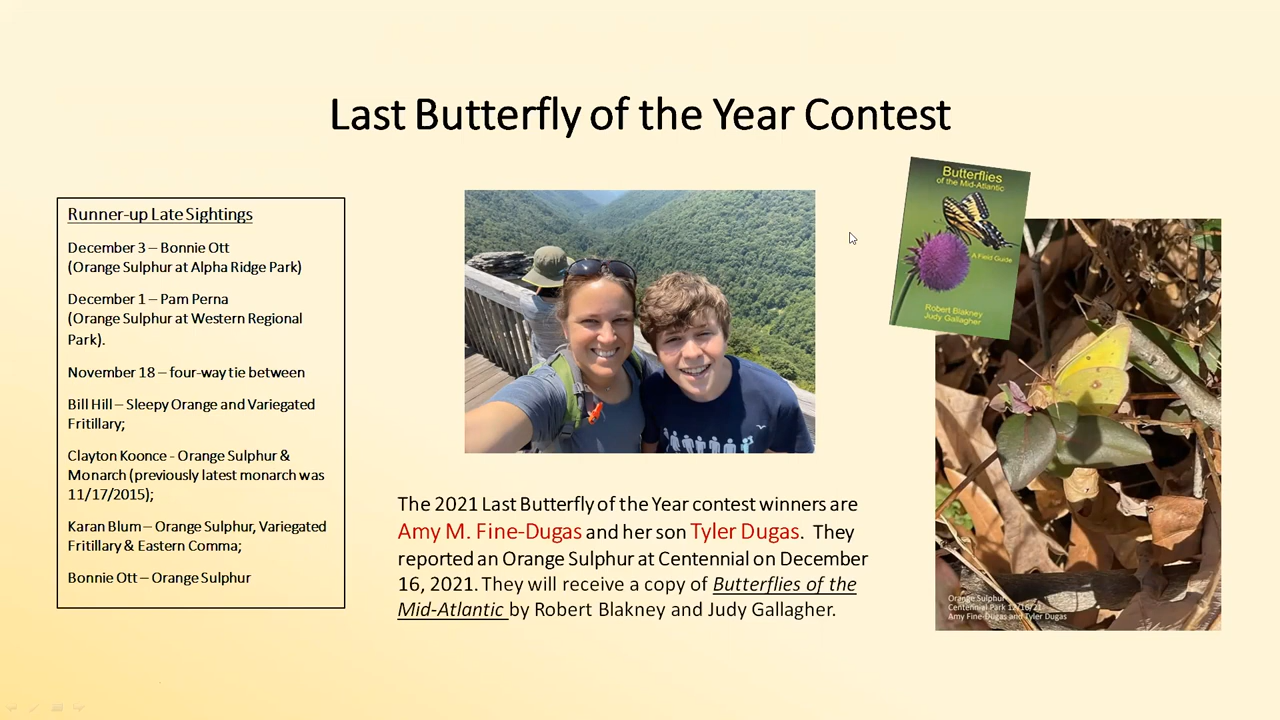 Last Butterfly of the Year Contest
Runner-up Late Sightings
December 3 – Bonnie Ott
(Orange Sulphur at Alpha Ridge Park)
December 1 – Pam Perna
(Orange Sulphur at Western Regional
Park).
November 18 – four-way tie between
Bill Hill – Sleepy Orange and Variegated
Fritillary;
Clayton Koonce - Orange Sulphur &
Monarch (previously latest monarch was
11/17/2015);
Karan Blum – Orange Sulphur, Variegated
Fritillary & Eastern Comma;
Bonnie Ott – Orange Sulphur
The 2021 Last Butterfly of the Year contest winners are
Amy M. Fine-Dugas and her son Tyler Dugas. They
reported an Orange Sulphur at Centennial on December
16, 2021. They will receive a copy of Butterflies of the
Mid-Atlantic by Robert Blakney and Judy Gallagher.
Butterflies
of the Mid-Atlantic
A Field Guide
Robert Blakney
Judy Gallagher
Orange Sulphur
Centennial Park 12/16/21
Amy Fine-Dugas and Tyler Dugas